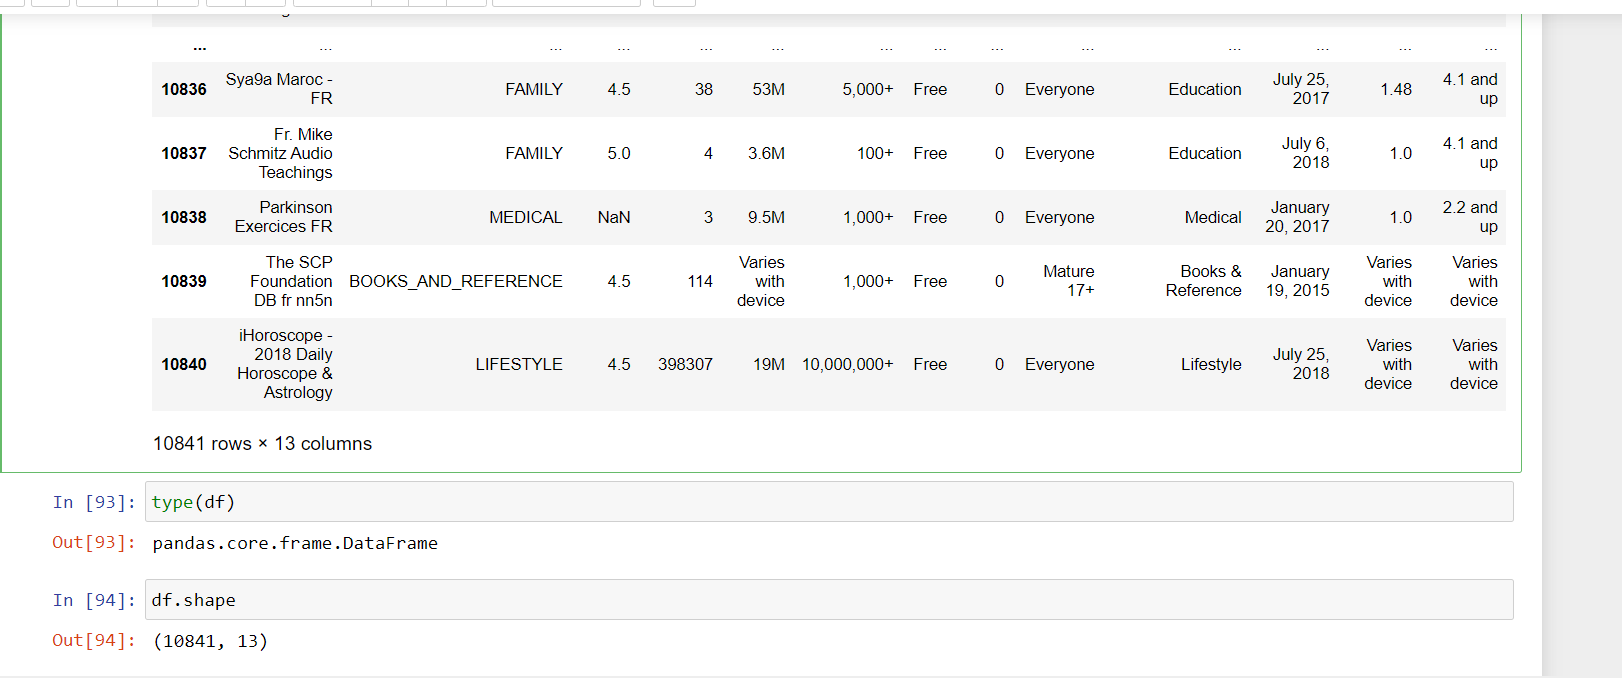 ... ... ... ... ... ... ... ... ... ... ... ... ... ...
10836 Sya9a Maroc - FR FAMILY 4.5 38 53M 5,000+ Free 0 Everyone Education July 25, 2017 1.48 4.1 and up
10837 Fr. Mike Schmitz Audio Teachings FAMILY 5.0 4 3.6M 100+ Free 0 Everyone Education July 6, 2018 1.0 4.1 and up
10838 Parkinson Exercices FR MEDICAL NaN 3 9.5M 1,000+ Free 0 Everyone Medical January 20, 2017 1.0 2.2 and up
10839 The SCP Foundation DB fr nn5n BOOKS_AND_REFERENCE 4.5 114 Varies with device 1,000+ Free 0 Mature 17+ Books & Reference January 19, 2015 Varies with device Varies with device
10840 iHoroscope - 2018 Daily Horoscope & Astrology LIFESTYLE 4.5 398307 19M 10,000,000+ Free 0 Everyone Lifestyle July 25, 2018 Varies with device Varies with device
10841 rows × 13 columns
In [93]: type(df)
Out[93]: pandas.core.frame.DataFrame
In [94]: df.shape
Out[94]: (10841, 13)